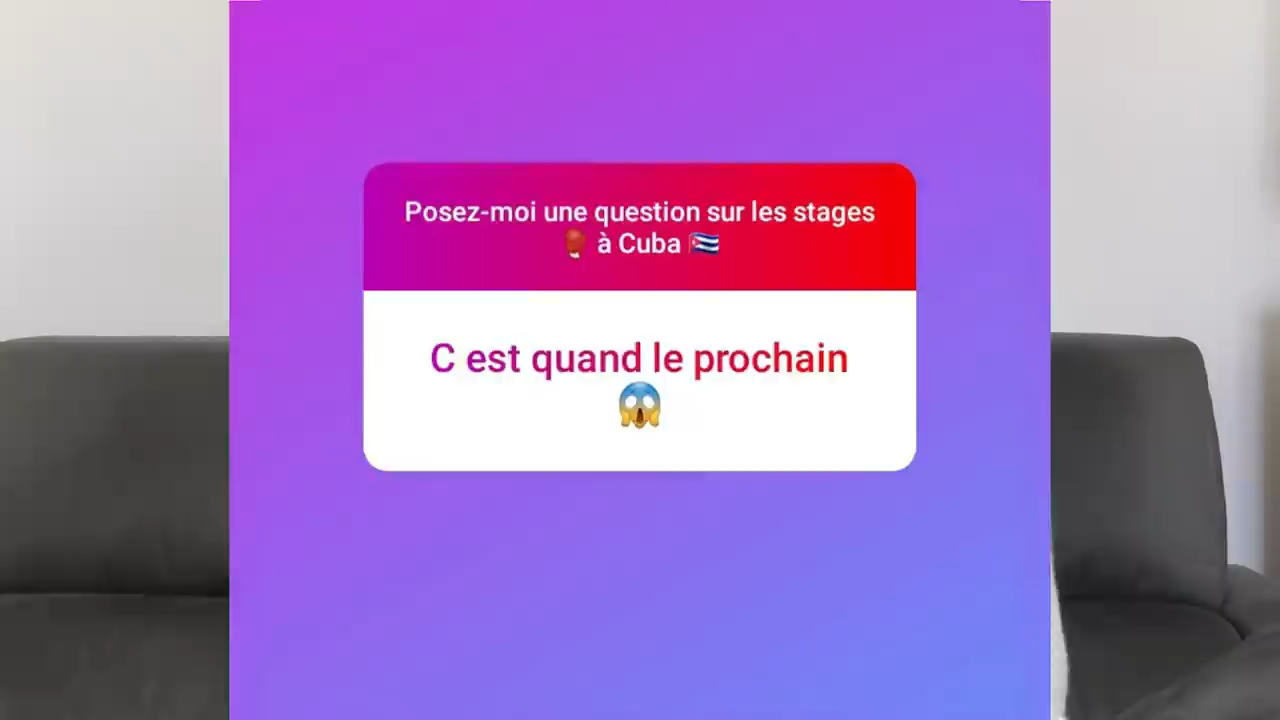 Posez-moi une question sur les stages
🥊 à Cuba 🇨🇺
C est quand le prochain
😱